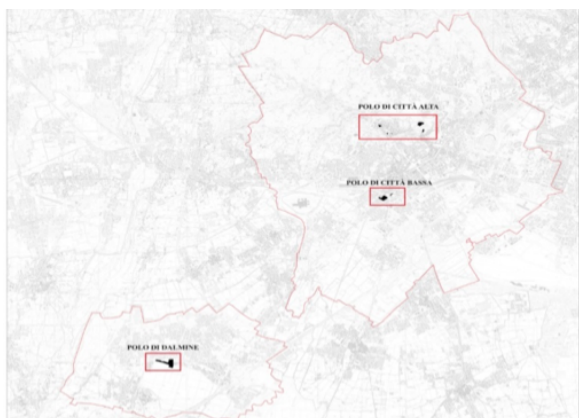 POLO DI CITTÀ ALTA
POLO DI CITTÀ BASSA
POLO DI DALMINE